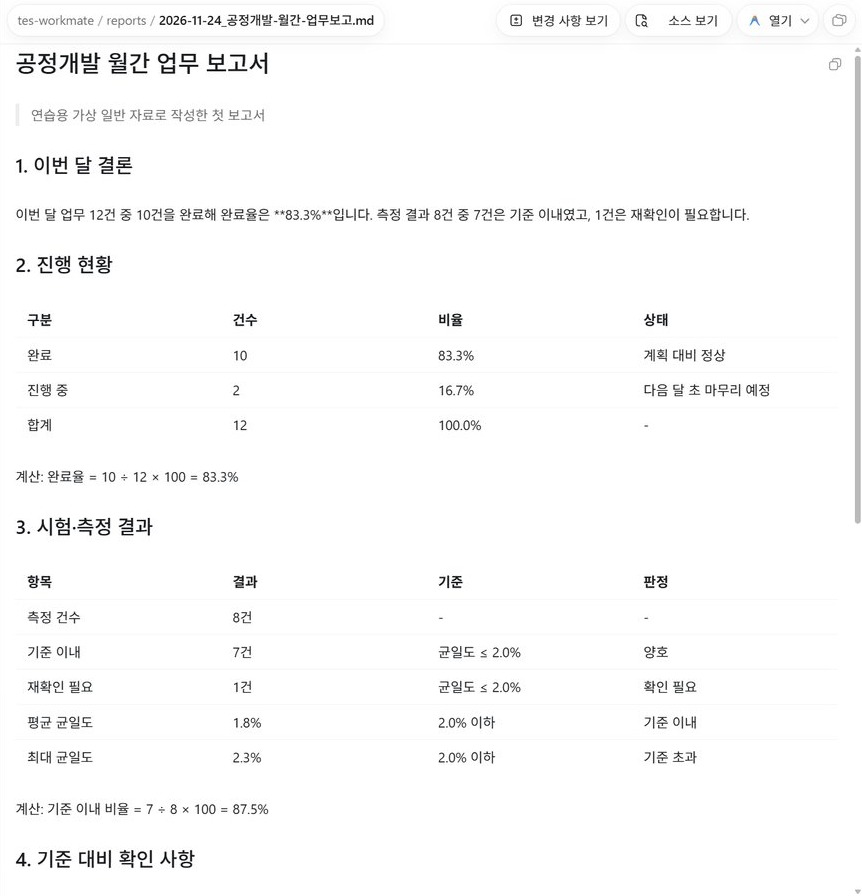 tes-workmate / reports / 2026-11-24_공정개발-월간-업무보고.md 변경 사항 보기 소스 보기 열기
공정개발 월간 업무 보고서
연습용 가상 일반 자료로 작성한 첫 보고서
1. 이번 달 결론
이번 달 업무 12건 중 10건을 완료해 완료율은 **83.3%**입니다. 측정 결과 8건 중 7건은 기준 이내였고, 1건은 재확인이 필요합니다.
2. 진행 현황
구분 건수 비율 상태
완료 10 83.3% 계획 대비 정상
진행 중 2 16.7% 다음 달 초 마무리 예정
합계 12 100.0% -
계산: 완료율 = 10 ÷ 12 × 100 = 83.3%
3. 시험·측정 결과
항목 결과 기준 판정
측정 건수 8건 - -
기준 이내 7건 균일도 ≤ 2.0% 양호
재확인 필요 1건 균일도 ≤ 2.0% 확인 필요
평균 균일도 1.8% 2.0% 이하 기준 이내
최대 균일도 2.3% 2.0% 이하 기준 초과
계산: 기준 이내 비율 = 7 ÷ 8 × 100 = 87.5%
4. 기준 대비 확인 사항